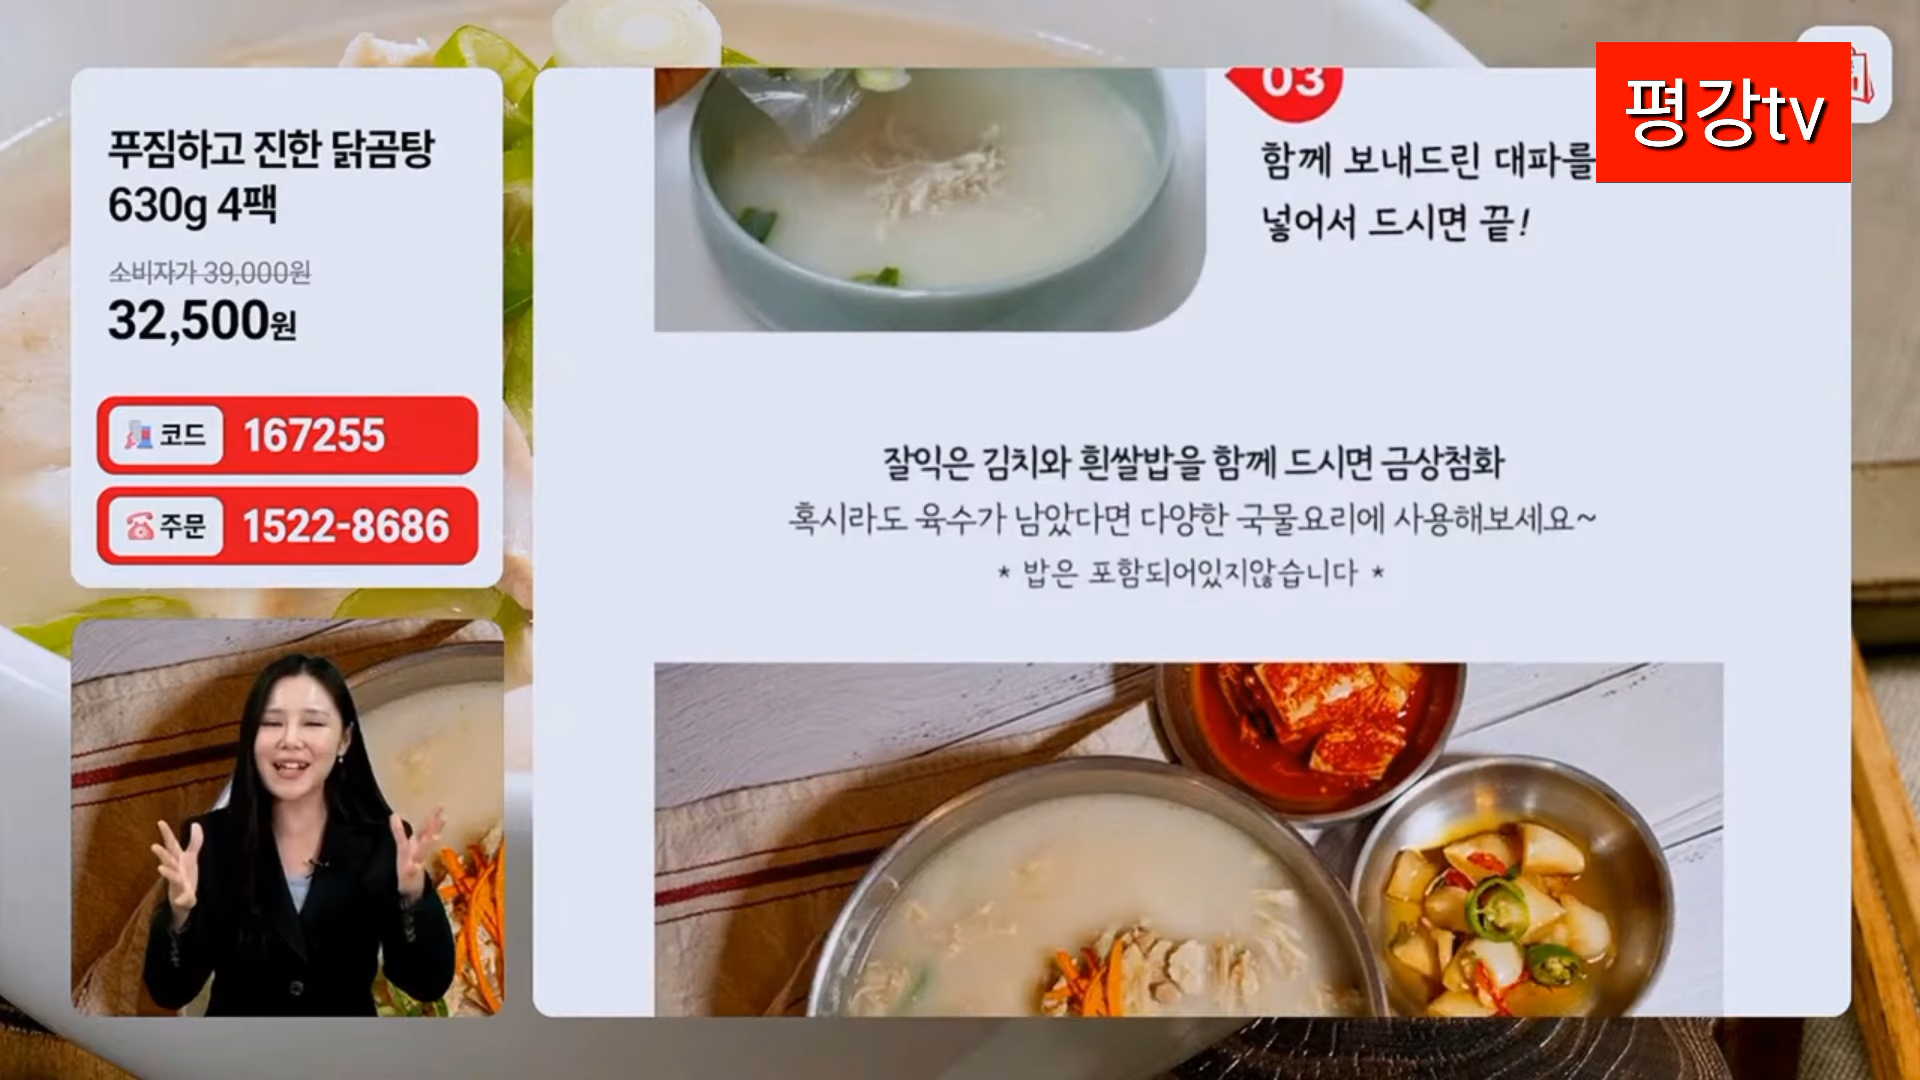 푸짐하고 진한 닭곰탕
630g 4팩
소비자가 39,000원
32,500원
코드 167255
주문 1522-8686
03
함께 보내드린 대파를
넣어서 드시면 끝!
평강tv
잘익은 김치와 흰쌀밥을 함께 드시면 금상첨화
혹시라도 육수가 남았다면 다양한 국물요리에 사용해보세요~
* 밥은 포함되어있지않습니다 *